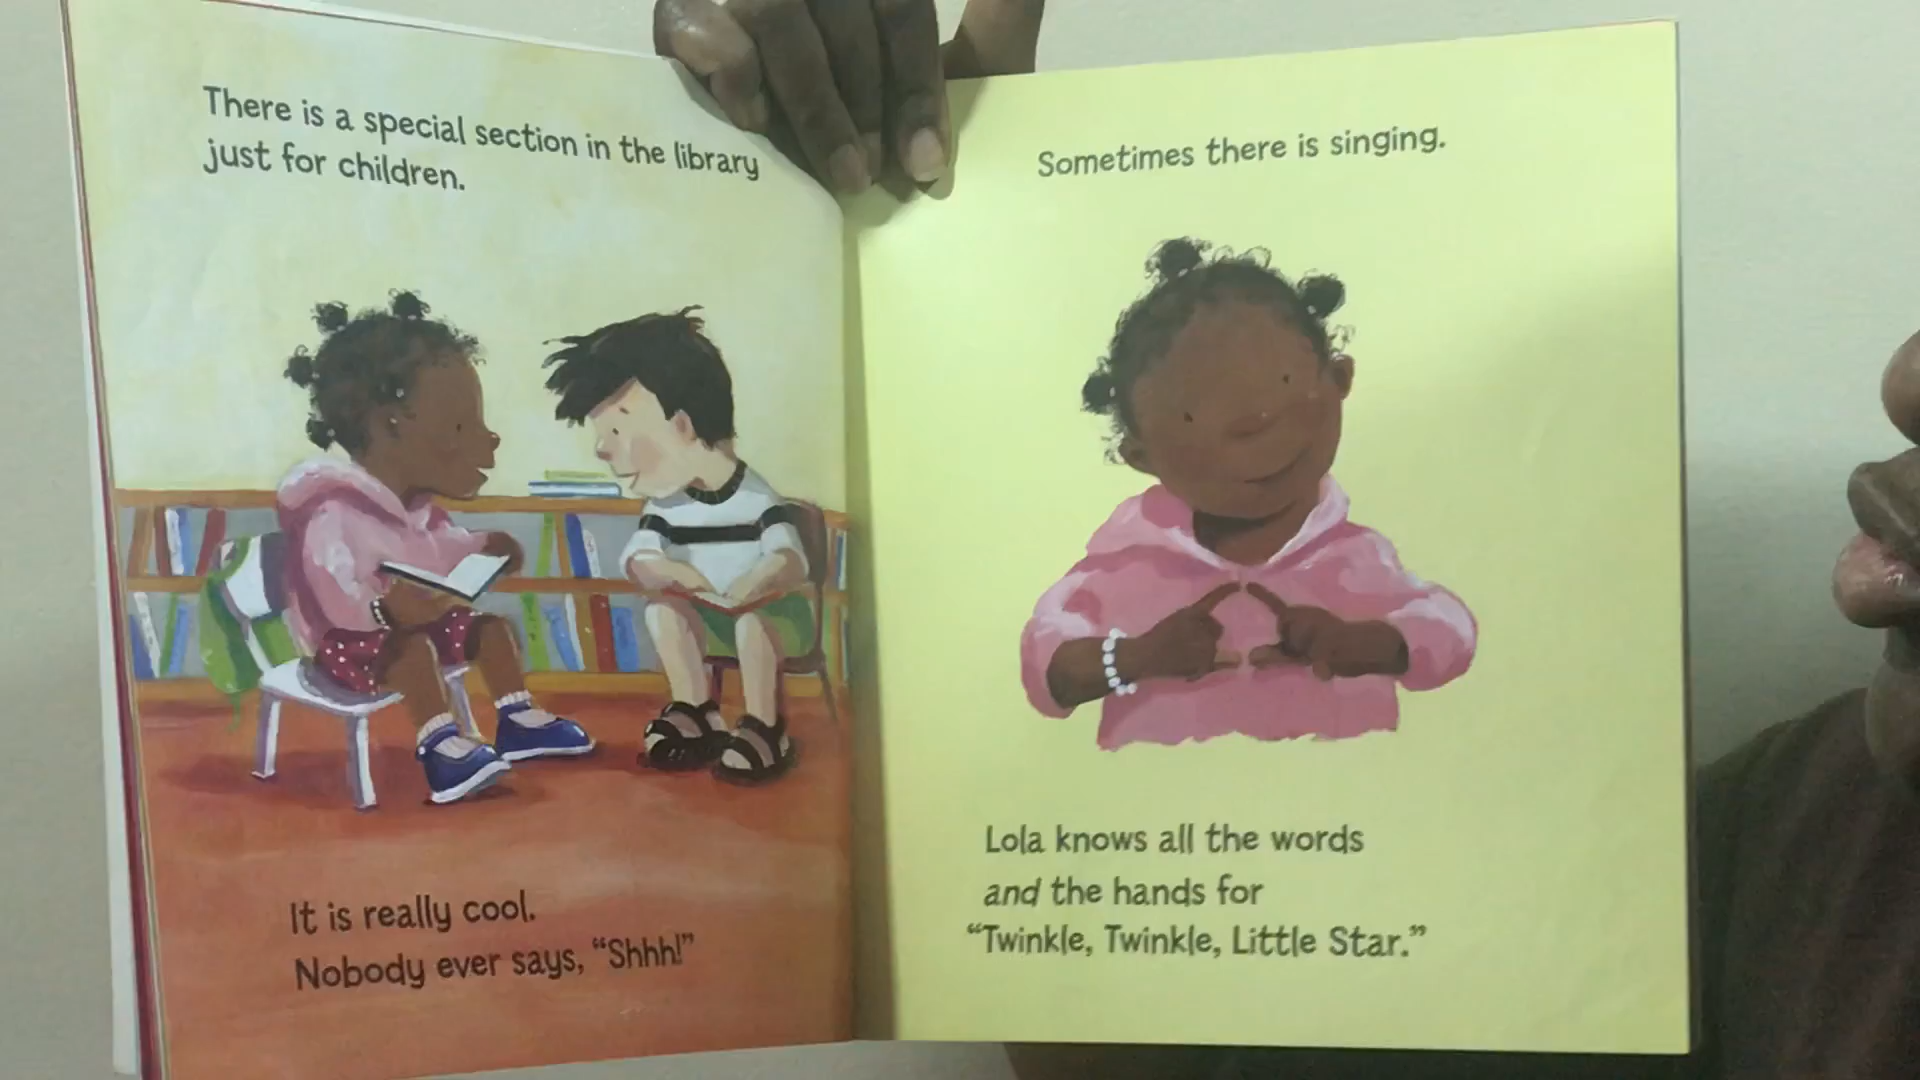 There is a special section in the library
just for children.
It is really cool.
Nobody ever says, “Shhh!”
Sometimes there is singing.
Lola knows all the words
and the hands for
“Twinkle, Twinkle, Little Star.”